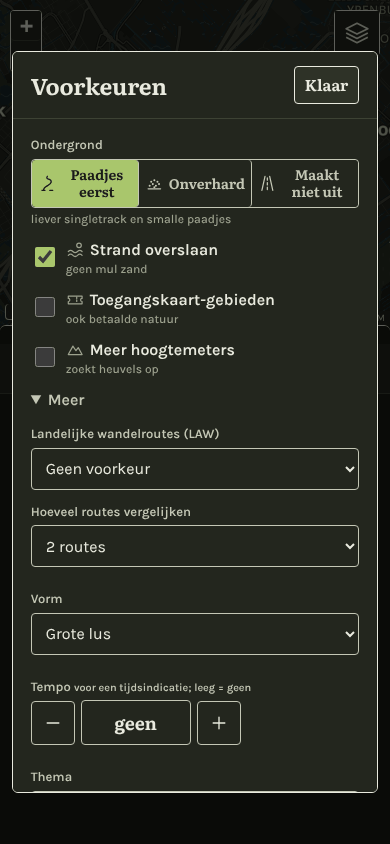 Voorkeuren
Klaar
Ondergrond
Paadjes
eerst
Onverhard
Maakt
niet uit
liever singletrack en smalle paadjes
Strand overslaan
geen mul zand
Toegangskaart-gebieden
ook betaalde natuur
Meer hoogtemeters
zoekt heuvels op
▼ Meer
Landelijke wandelroutes (LAW)
Geen voorkeur
Hoeveel routes vergelijken
2 routes
Vorm
Grote lus
Tempo voor een tijdsindicatie; leeg = geen
− geen +
Thema